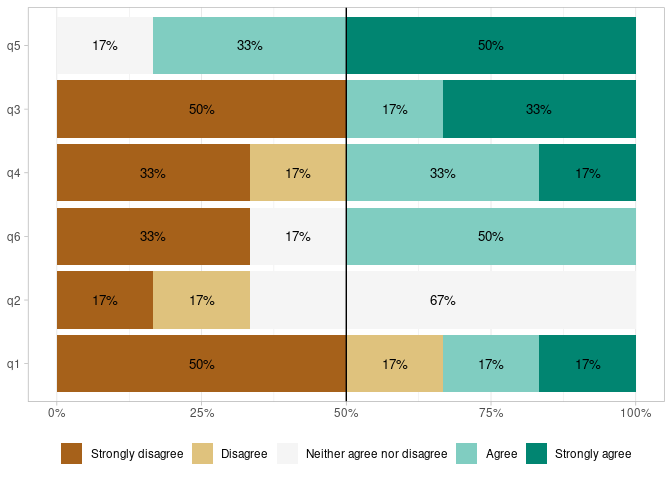 q5 17% 33% 50%
q3 50% 17% 33%
q4 33% 17% 33% 17%
q6 33% 17% 50%
q2 17% 17% 67%
q1 50% 17% 17% 17%
0% 25% 50% 75% 100%
Strongly disagree Disagree Neither agree nor disagree Agree Strongly agree